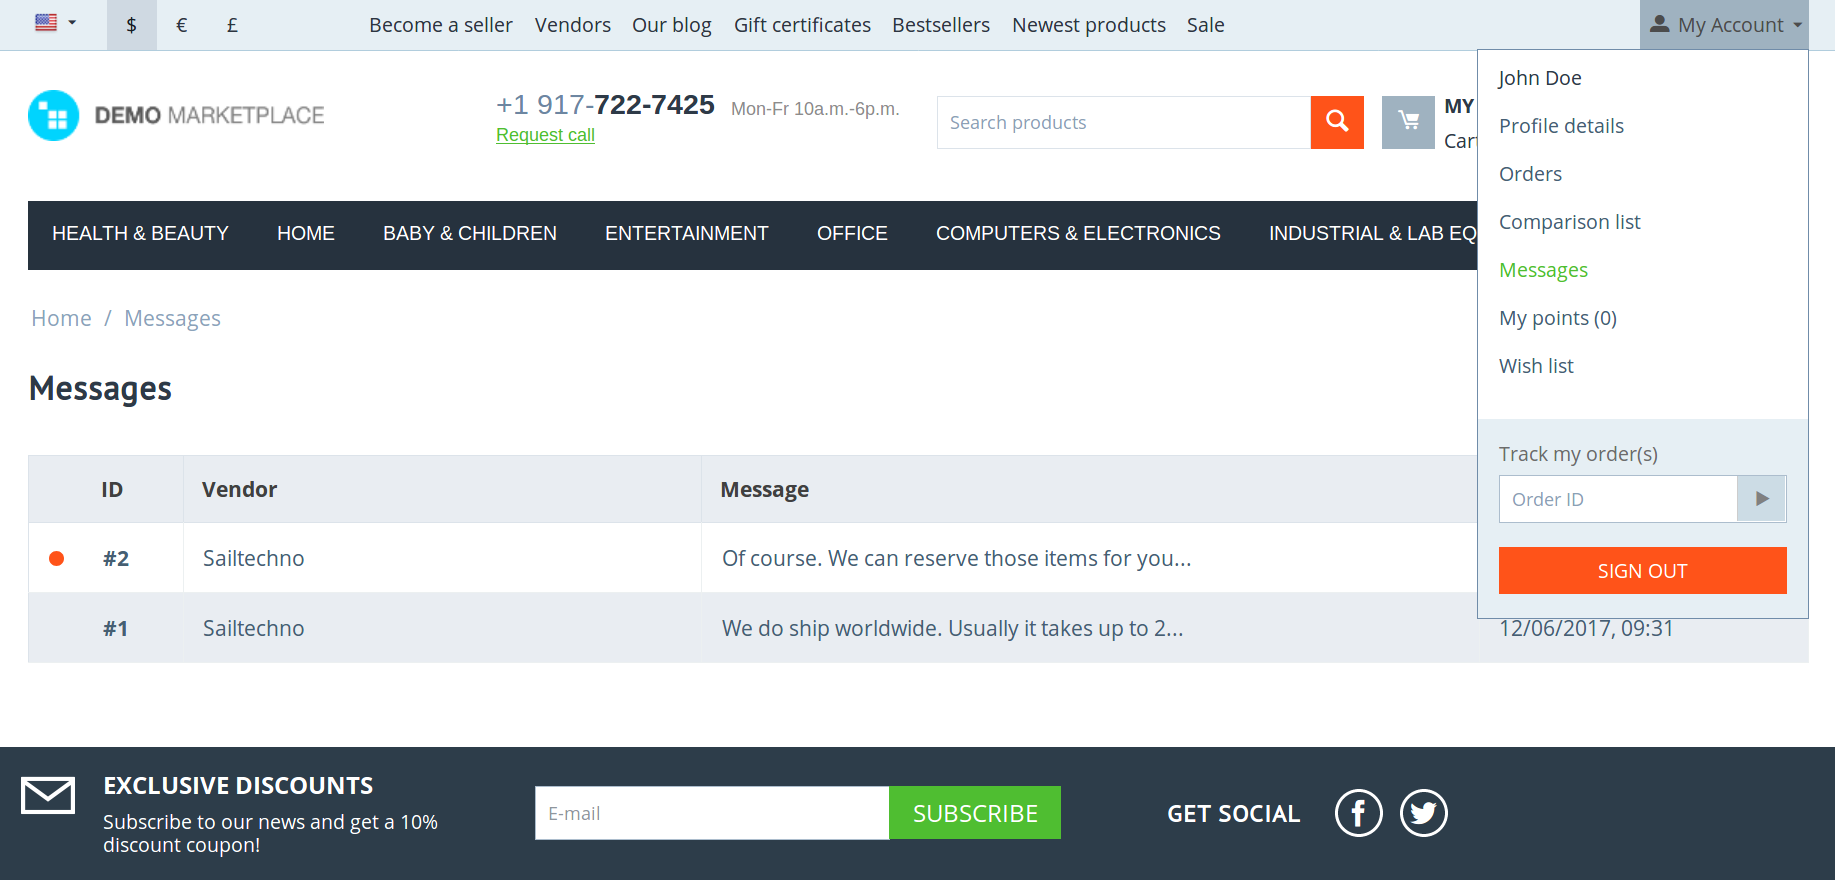 $ € £ Become a seller Vendors Our blog Gift certificates Bestsellers Newest products Sale My Account
John Doe
Profile details
Orders
Comparison list
Messages
My points (0)
Wish list
Track my order(s)
Order ID
SIGN OUT
DEMO MARKETPLACE
+1 917-722-7425 Mon-Fr 10a.m.-6p.m.
Request call
Search products
MY
Cart
HEALTH & BEAUTY HOME BABY & CHILDREN ENTERTAINMENT OFFICE COMPUTERS & ELECTRONICS INDUSTRIAL & LAB EQ
Home / Messages
Messages
ID Vendor Message
#2 Sailtechno Of course. We can reserve those items for you...
#1 Sailtechno We do ship worldwide. Usually it takes up to 2... 12/06/2017, 09:31
EXCLUSIVE DISCOUNTS
Subscribe to our news and get a 10%
discount coupon!
E-mail
SUBSCRIBE
GET SOCIAL